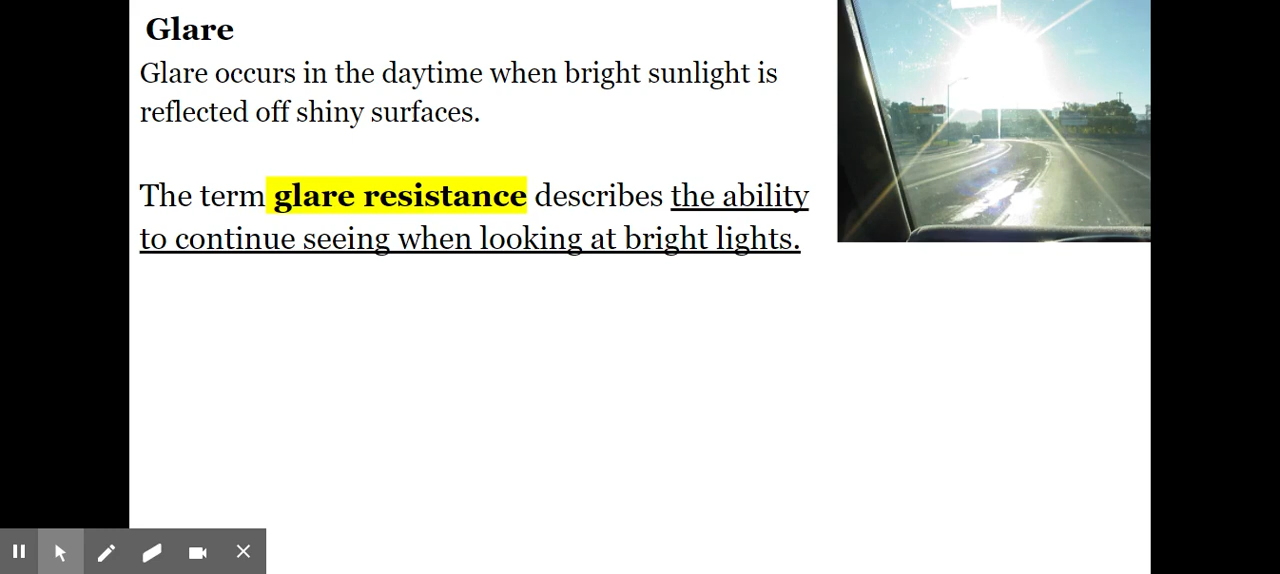 Glare
Glare occurs in the daytime when bright sunlight is
reflected off shiny surfaces.
The term glare resistance describes the ability
to continue seeing when looking at bright lights.